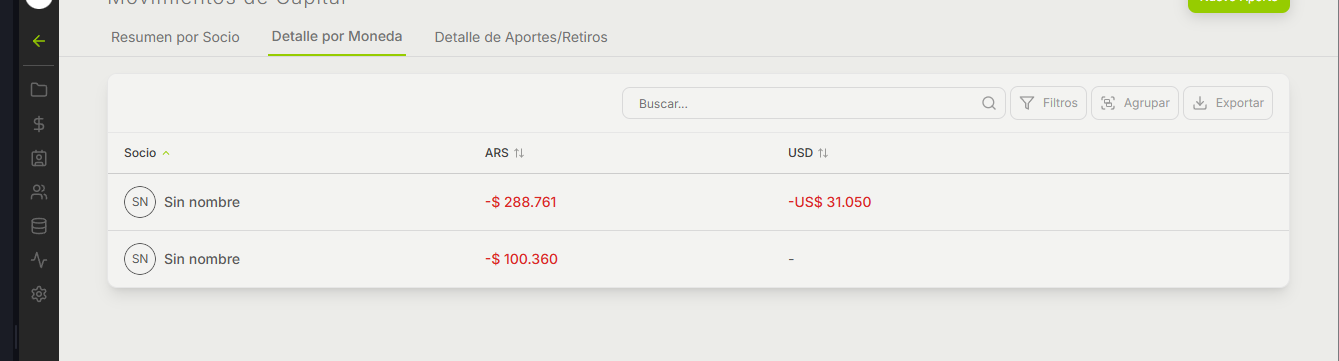 Movimientos de Capital
Nuevo Aporte
Resumen por Socio
Detalle por Moneda
Detalle de Aportes/Retiros
Buscar...
Filtros
Agrupar
Exportar
Socio
ARS
USD
SN Sin nombre
-$ 288.761
-US$ 31.050
SN Sin nombre
-$ 100.360
-